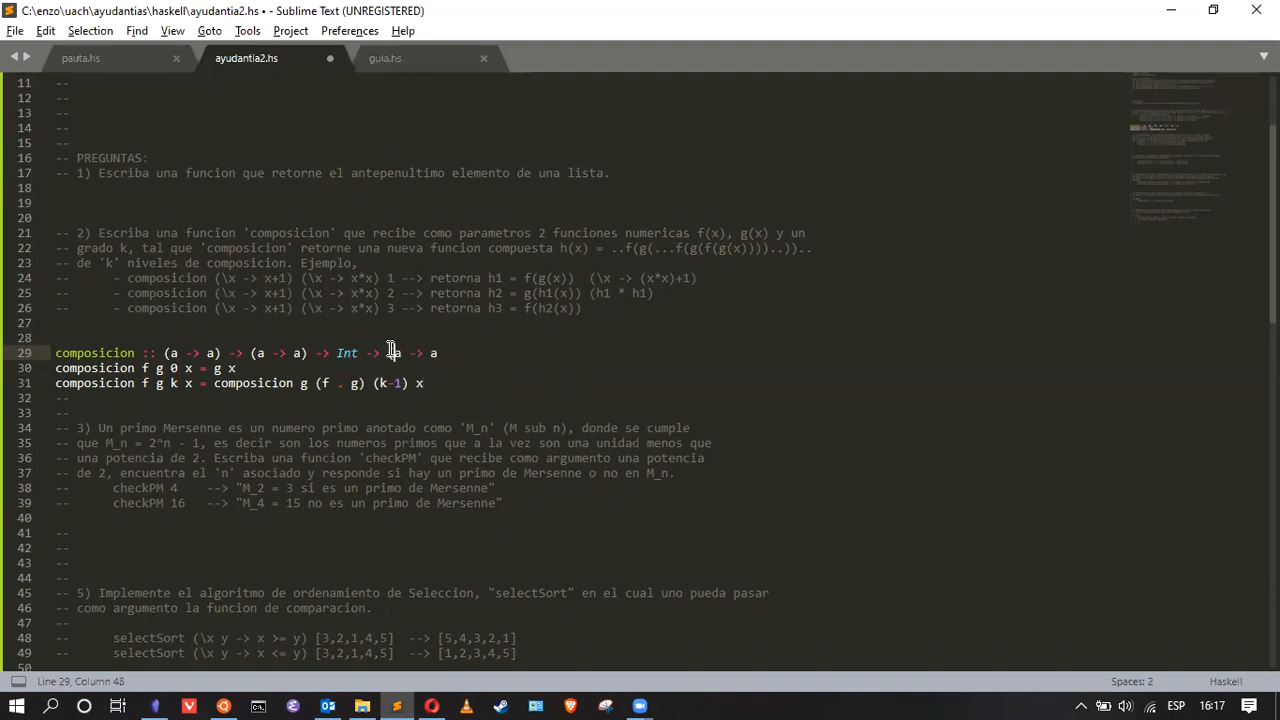 C:\enzo\uach\ayudantias\haskell\ayudantia2.hs • - Sublime Text (UNREGISTERED)
File Edit Selection Find View Goto Tools Project Preferences Help
pauta.hs ayudantia2.hs guia.hs
11 --
12 --
13 --
14 --
15 --
16 -- PREGUNTAS:
17 -- 1) Escriba una funcion que retorne el antepenultimo elemento de una lista.
18
19
20
21 -- 2) Escriba una funcion 'composicion' que recibe como parametros 2 funciones numericas f(x), g(x) y un
22 -- grado k, tal que 'composicion' retorne una nueva funcion compuesta h(x) = ..f(g(...f(g(f(g(x))))..))..
23 -- de 'k' niveles de composicion. Ejemplo,
24 -- - composicion (\x -> x+1) (\x -> x*x) 1 --> retorna h1 = f(g(x)) (\x -> (x*x)+1)
25 -- - composicion (\x -> x+1) (\x -> x*x) 2 --> retorna h2 = g(h1(x)) (h1 * h1)
26 -- - composicion (\x -> x+1) (\x -> x*x) 3 --> retorna h3 = f(h2(x))
27
28
29 composicion :: (a -> a) -> (a -> a) -> Int -> a -> a
30 composicion f g 0 x = g x
31 composicion f g k x = composicion g (f . g) (k-1) x
32 --
33 --
34 -- 3) Un primo Mersenne es un numero primo anotado como 'M_n' (M sub n), donde se cumple
35 -- que M_n = 2^n - 1, es decir son los numeros primos que a la vez son una unidad menos que
36 -- una potencia de 2. Escriba una funcion 'checkPM' que recibe como argumento una potencia
37 -- de 2, encuentra el 'n' asociado y responde si hay un primo de Mersenne o no en M_n.
38 -- checkPM 4 --> "M_2 = 3 si es un primo de Mersenne"
39 -- checkPM 16 --> "M_4 = 15 no es un primo de Mersenne"
40
41 --
42 --
43 --
44 --
45 -- 5) Implemente el algoritmo de ordenamiento de Seleccion, "selectSort" en el cual uno pueda pasar
46 -- como argumento la funcion de comparacion.
47 --
48 -- selectSort (\x y -> x >= y) [3,2,1,4,5] --> [5,4,3,2,1]
49 -- selectSort (\x y -> x <= y) [3,2,1,4,5] --> [1,2,3,4,5]
50
Line 29, Column 48 Spaces: 2 Haskell
ESP 16:17